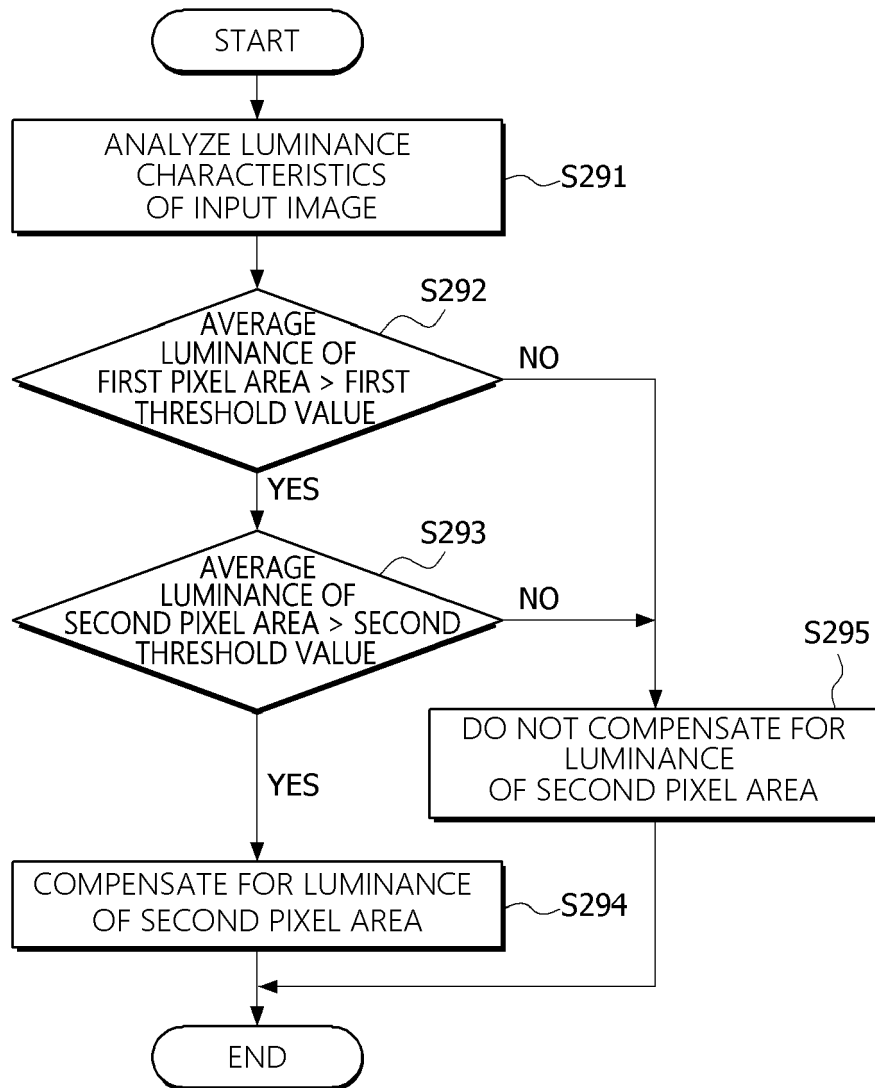 START
ANALYZE LUMINANCE
CHARACTERISTICS
OF INPUT IMAGE
S291
S292
AVERAGE
LUMINANCE OF
FIRST PIXEL AREA > FIRST
THRESHOLD VALUE
NO
YES
S293
AVERAGE
LUMINANCE OF
SECOND PIXEL AREA > SECOND
THRESHOLD VALUE
NO
S295
DO NOT COMPENSATE FOR
LUMINANCE
OF SECOND PIXEL AREA
YES
COMPENSATE FOR LUMINANCE
OF SECOND PIXEL AREA
S294
END